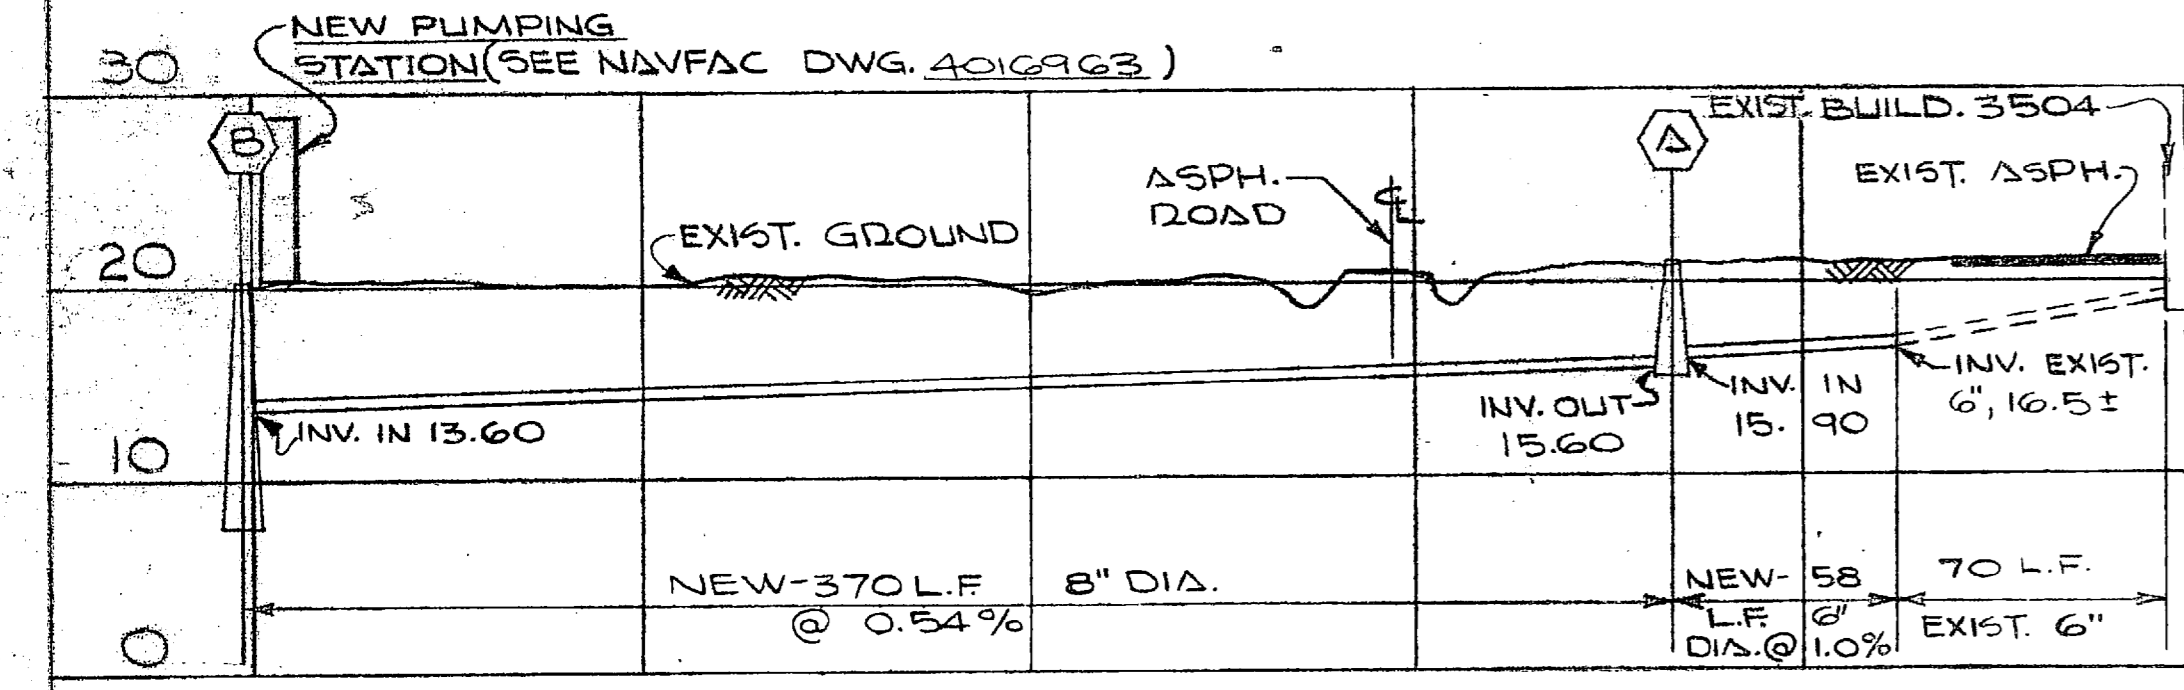 NEW PUMPING
STATION (SEE NAVFAC DWG. 4016963)
30
B
A
EXIST. BUILD. 3504
ASPH.
ROAD
℄
EXIST. ASPH.
EXIST. GROUND
20
INV. IN 13.60
INV. OUT
15.60
INV. IN
15.90
INV. EXIST.
6", 16.5±
10
NEW-370 L.F. 8" DIA.
@ 0.54%
NEW-58
L.F. 6"
DIA. @ 1.0%
70 L.F.
EXIST. 6"
0